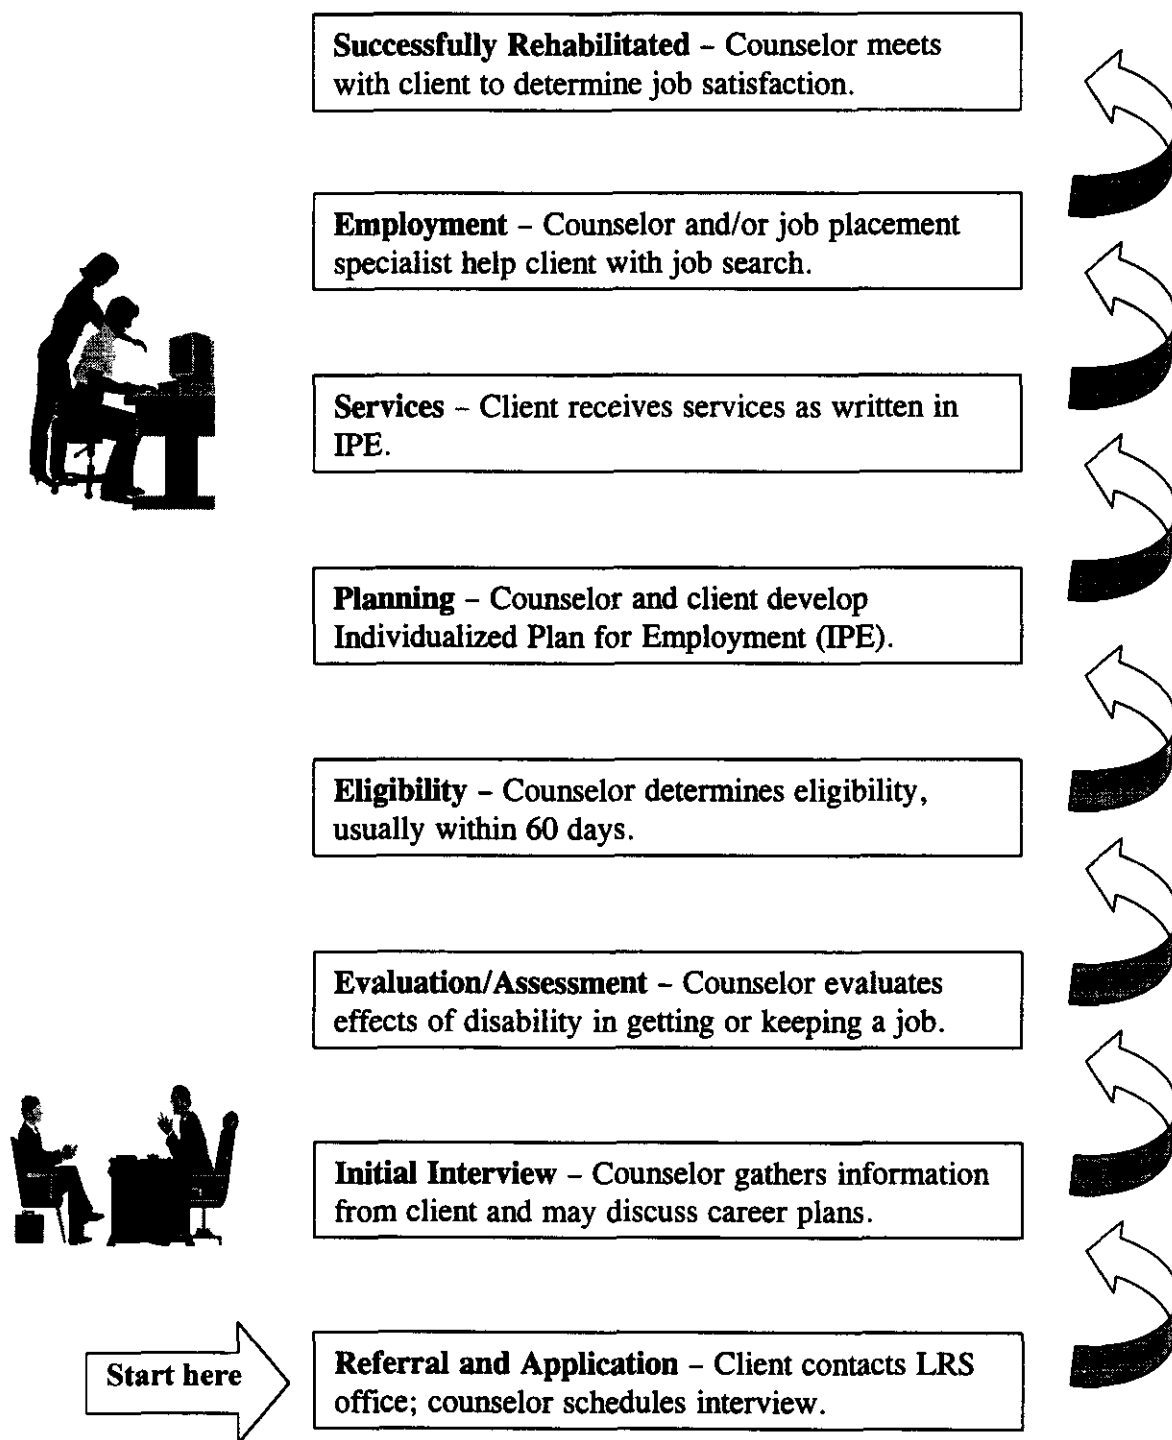 Successfully Rehabilitated – Counselor meets
with client to determine job satisfaction.
Employment – Counselor and/or job placement
specialist help client with job search.
Services – Client receives services as written in
IPE.
Planning – Counselor and client develop
Individualized Plan for Employment (IPE).
Eligibility – Counselor determines eligibility,
usually within 60 days.
Evaluation/Assessment – Counselor evaluates
effects of disability in getting or keeping a job.
Initial Interview – Counselor gathers information
from client and may discuss career plans.
Start here
Referral and Application – Client contacts LRS
office; counselor schedules interview.